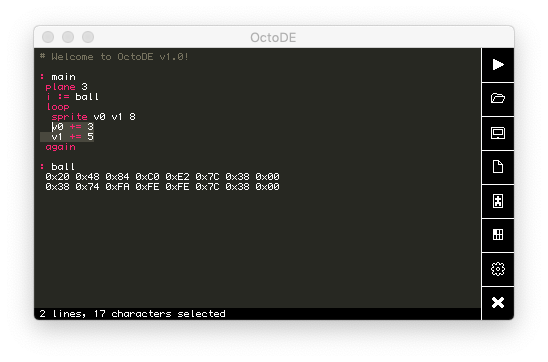 OctoDE
# Welcome to OctoDE v1.0!
: main
plane 3
i := ball
loop
sprite v0 v1 8
v0 += 3
v1 += 5
again
: ball
0x20 0x48 0x84 0xC0 0xE2 0x7C 0x38 0x00
0x38 0x74 0xFA 0xFE 0xFE 0x7C 0x38 0x00
2 lines, 17 characters selected